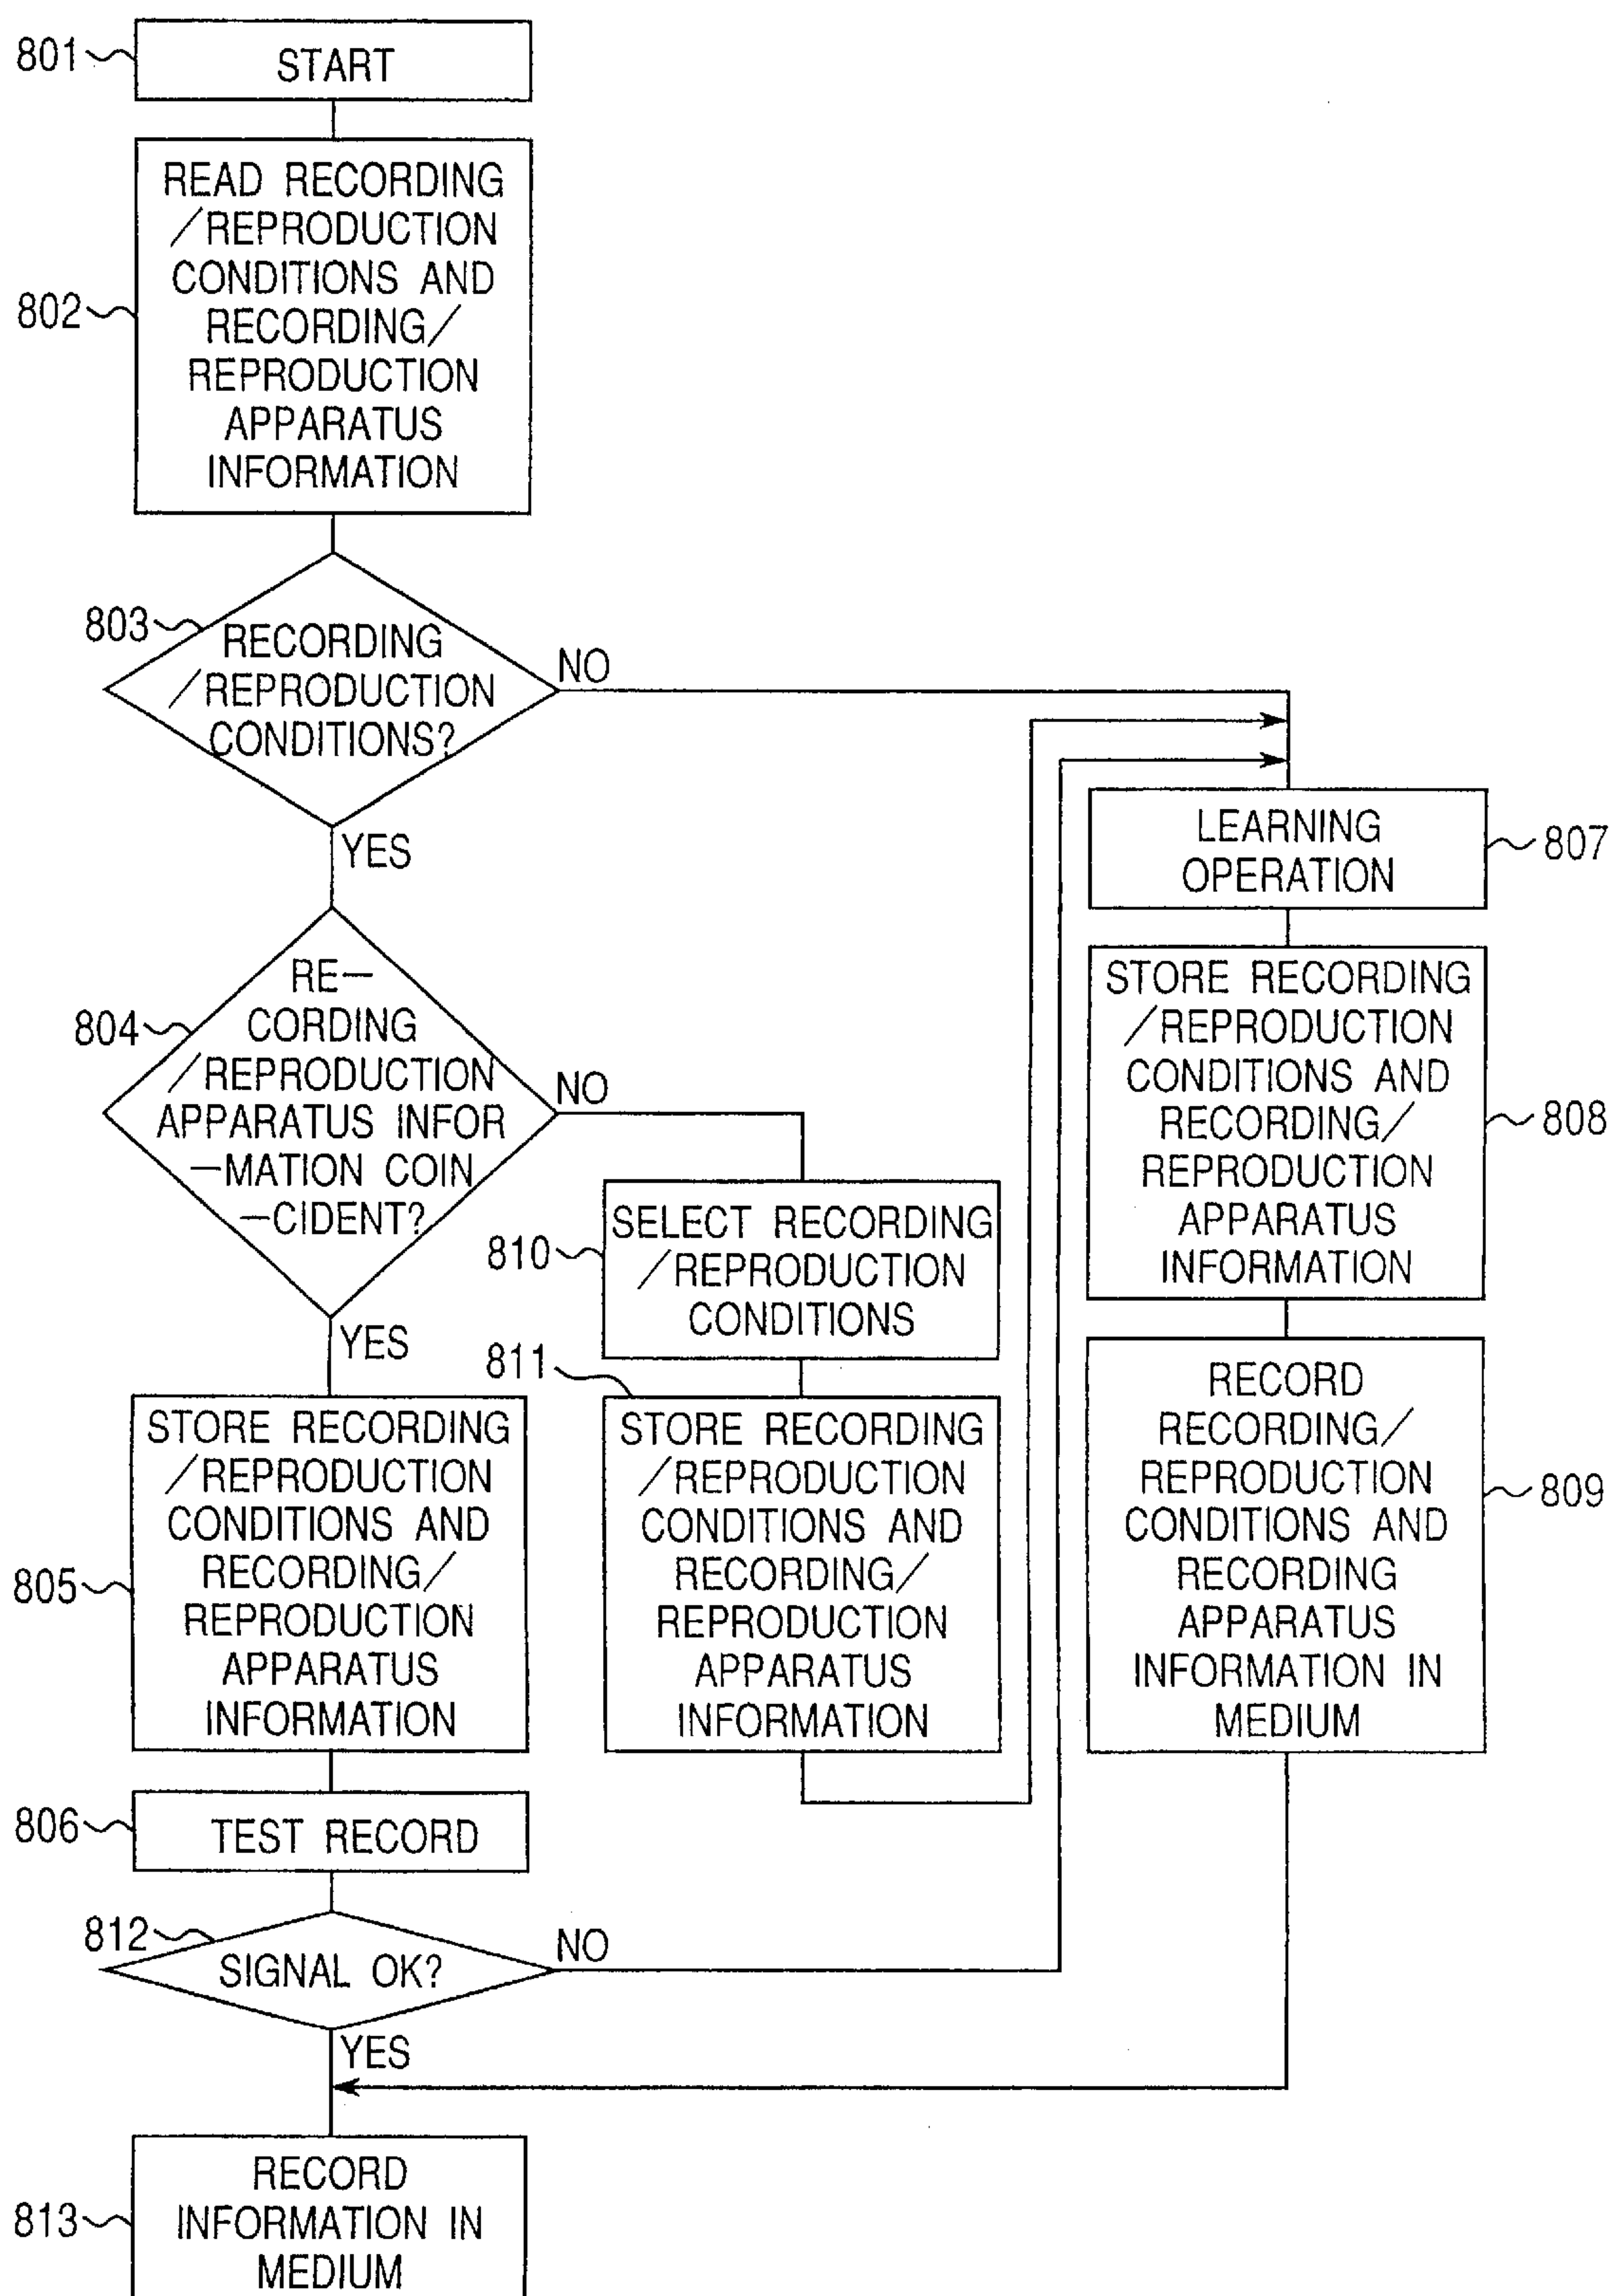 801
START
802
READ RECORDING
/REPRODUCTION
CONDITIONS AND
RECORDING/
REPRODUCTION
APPARATUS
INFORMATION
803
RECORDING
/REPRODUCTION
CONDITIONS?
NO
YES
804
RE-
CORDING
/REPRODUCTION
APPARATUS INFOR
-MATION COIN
-CIDENT?
NO
YES
805
STORE RECORDING
/REPRODUCTION
CONDITIONS AND
RECORDING/
REPRODUCTION
APPARATUS
INFORMATION
806
TEST RECORD
812
SIGNAL OK?
NO
YES
810
SELECT RECORDING
/REPRODUCTION
CONDITIONS
811
STORE RECORDING
/REPRODUCTION
CONDITIONS AND
RECORDING/
REPRODUCTION
APPARATUS
INFORMATION
LEARNING
OPERATION
807
STORE RECORDING
/REPRODUCTION
CONDITIONS AND
RECORDING/
REPRODUCTION
APPARATUS
INFORMATION
808
RECORD
RECORDING/
REPRODUCTION
CONDITIONS AND
RECORDING
APPARATUS
INFORMATION IN
MEDIUM
809
813
RECORD
INFORMATION IN
MEDIUM